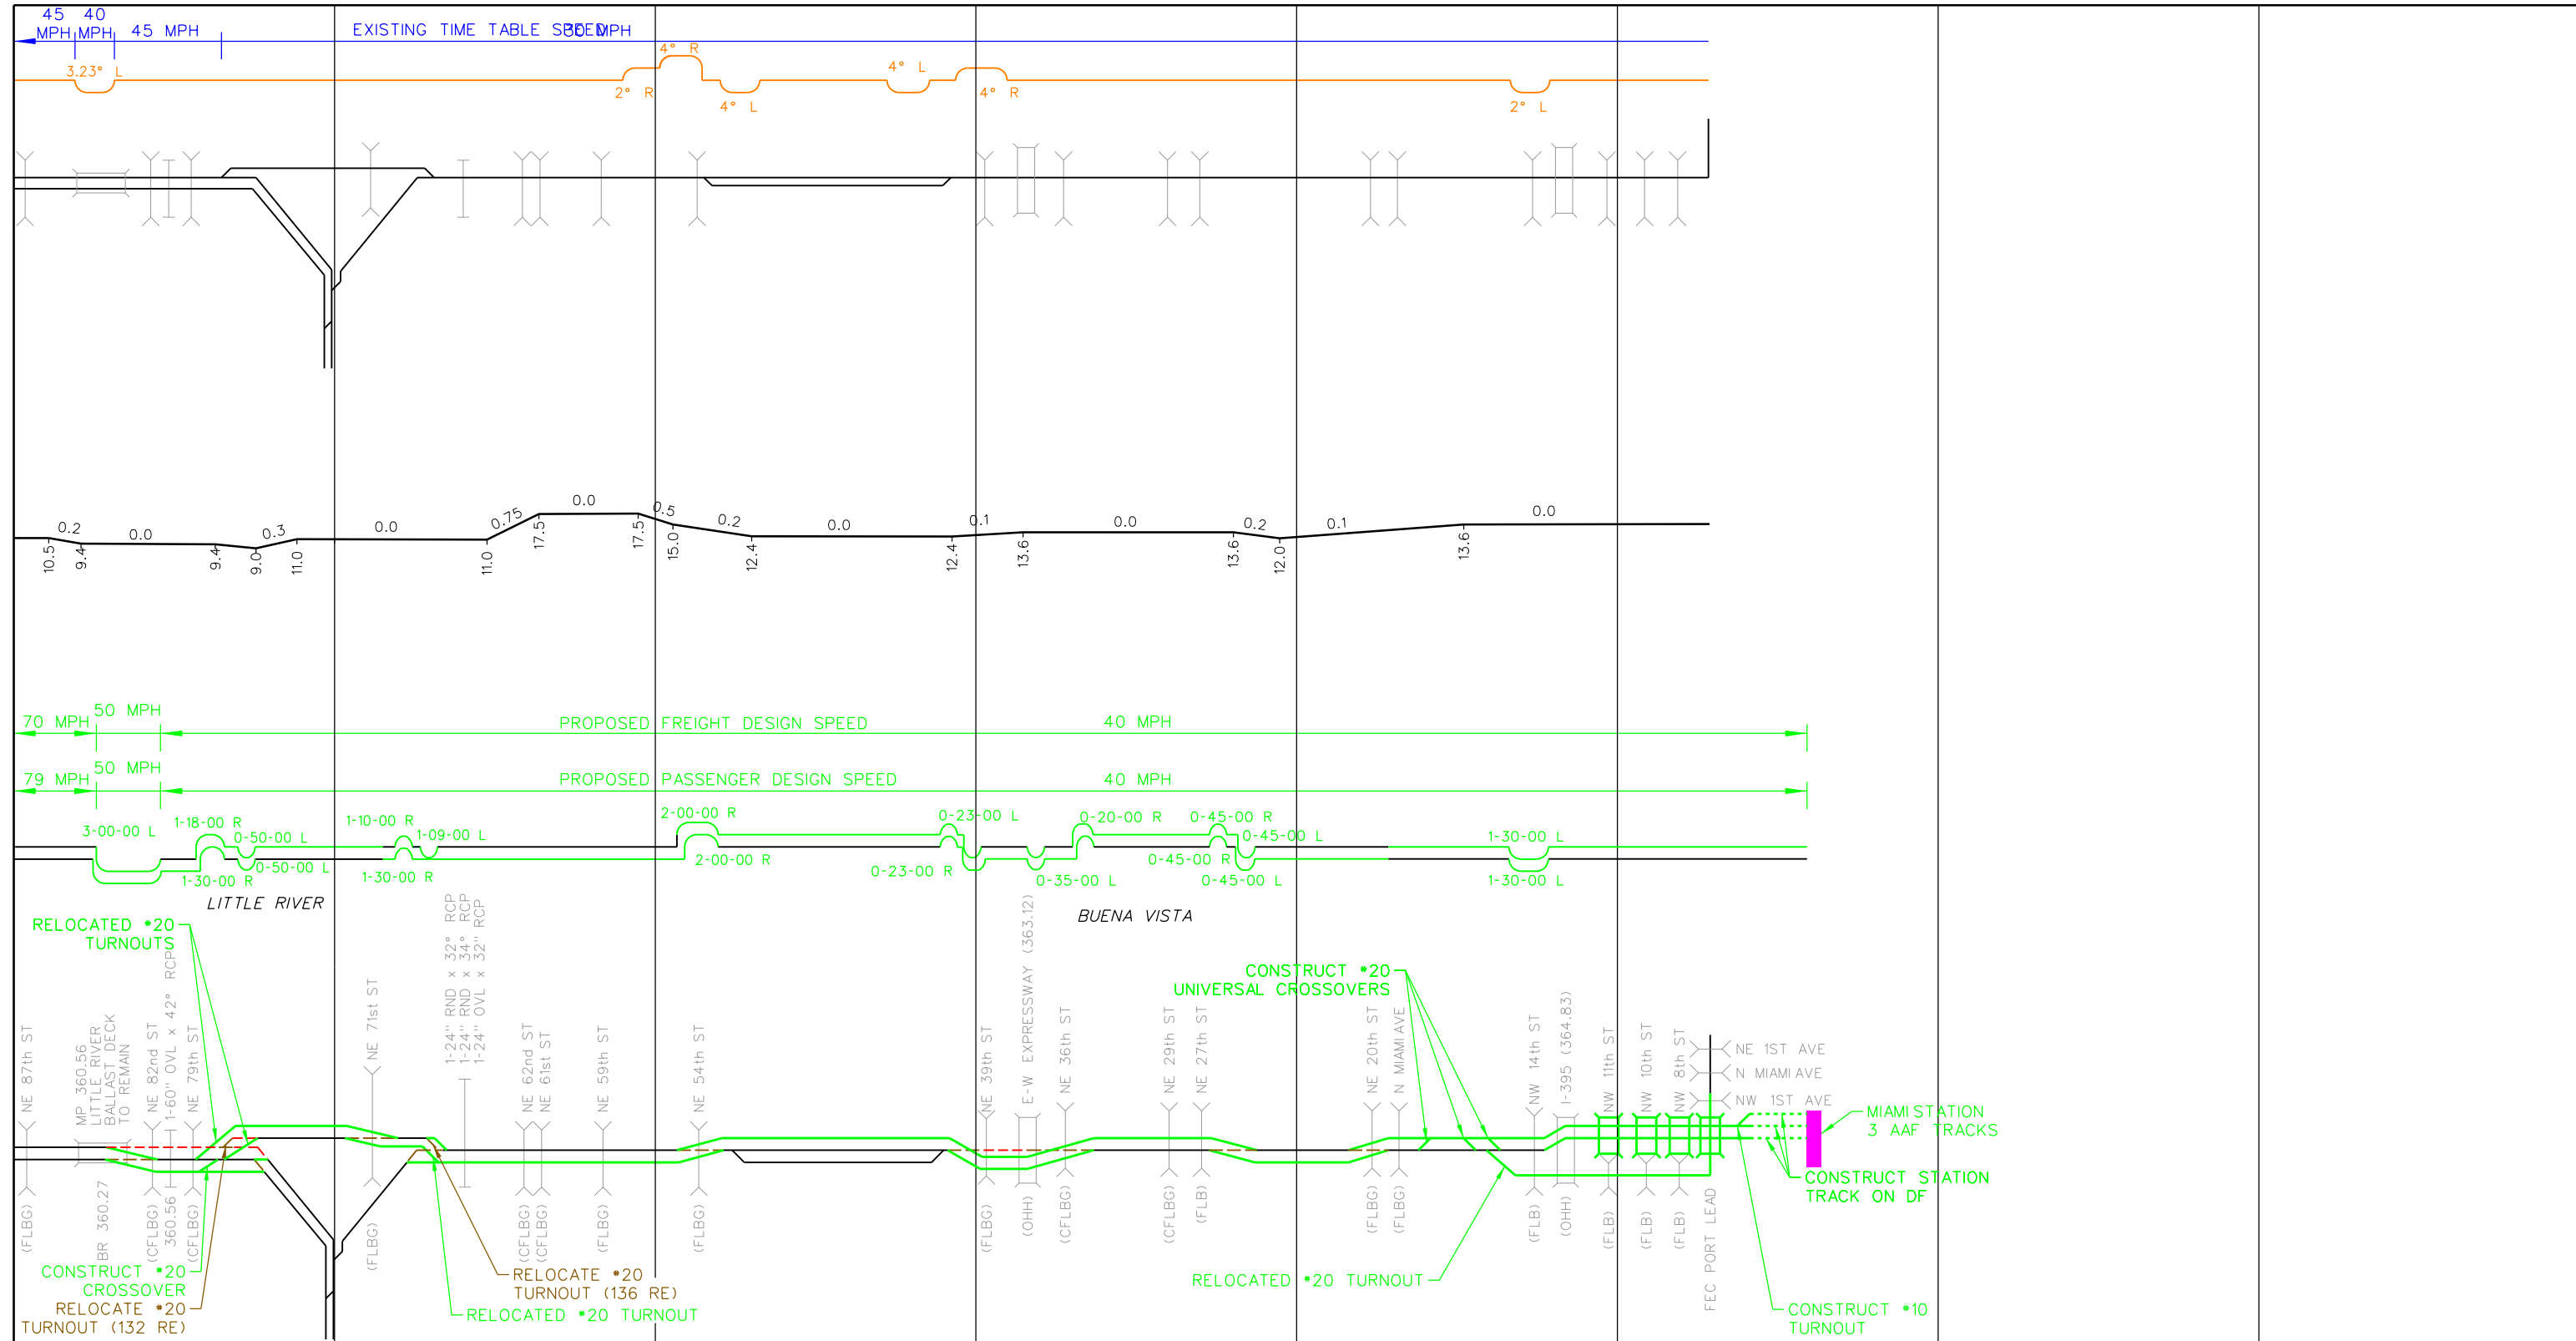 45 40
MPH MPH 45 MPH EXISTING TIME TABLE SPEED 30 MPH
3.23° L
2° R
4° R
4° L
4° L
4° R
2° L
0.2 0.0 0.3 0.0 0.75 0.0 0.5 0.2 0.0 0.1 0.0 0.2 0.1 0.0
10.5 9.4 9.4 9.0 11.0 11.0 17.5 17.5 15.0 12.4 12.4 13.6 13.6 12.0 13.6
70 MPH 50 MPH PROPOSED FREIGHT DESIGN SPEED 40 MPH
79 MPH 50 MPH PROPOSED PASSENGER DESIGN SPEED 40 MPH
3-00-00 L 1-18-00 R 0-50-00 L 1-10-00 R 1-09-00 L 2-00-00 R 0-23-00 L 0-20-00 R 0-45-00 R 0-45-00 L 1-30-00 L
1-30-00 R 0-50-00 L 1-30-00 R 2-00-00 R 0-23-00 R 0-35-00 L 0-45-00 R 0-45-00 L 1-30-00 L
LITTLE RIVER
BUENA VISTA
RELOCATED *20
TURNOUTS
CONSTRUCT *20
UNIVERSAL CROSSOVERS
(FLBG) NE 87th ST
MP 360.56
LITTLE RIVER
BALLAST DECK
TO REMAIN
BR 360.27
(CFLBG) NE 82nd ST
360.56 1-60" OVL x 42° RCP
(CFLBG) NE 79th ST
(FLBG) NE 71st ST
1-24" RND x 32° RCP
1-24" RND x 34° RCP
1-24" OVL x 32" RCP
(CFLBG) NE 62nd ST
(CFLBG) NE 61st ST
(FLBG) NE 59th ST
(FLBG) NE 54th ST
(FLBG) NE 39th ST
(OHH) E-W EXPRESSWAY (363.12)
(CFLBG) NE 36th ST
(CFLBG) NE 29th ST
(FLB) NE 27th ST
(FLBG) NE 20th ST
(FLBG) N MIAMI AVE
(FLB) NW 14th ST
(OHH) I-395 (364.83)
(FLB) NW 11th ST
(FLB) NW 10th ST
(FLB) NW 8th ST
FEC PORT LEAD
NE 1ST AVE
N MIAMI AVE
NW 1ST AVE
MIAMI STATION
3 AAF TRACKS
CONSTRUCT STATION
TRACK ON DF
CONSTRUCT *20
CROSSOVER
RELOCATE *20
TURNOUT (132 RE)
RELOCATE *20
TURNOUT (136 RE)
RELOCATED *20 TURNOUT
RELOCATED *20 TURNOUT
CONSTRUCT *10
TURNOUT